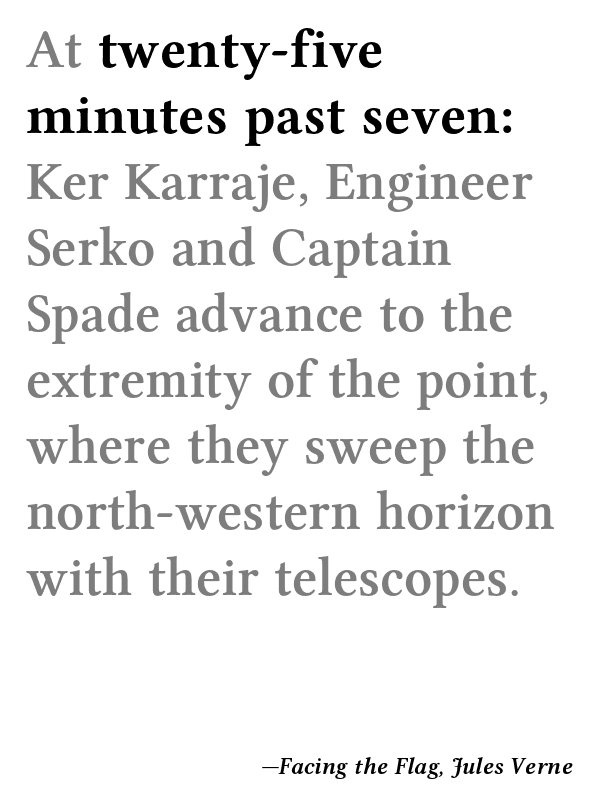 At twenty-five
minutes past seven:
Ker Karraje, Engineer
Serko and Captain
Spade advance to the
extremity of the point,
where they sweep the
north-western horizon
with their telescopes.
—Facing the Flag, Jules Verne